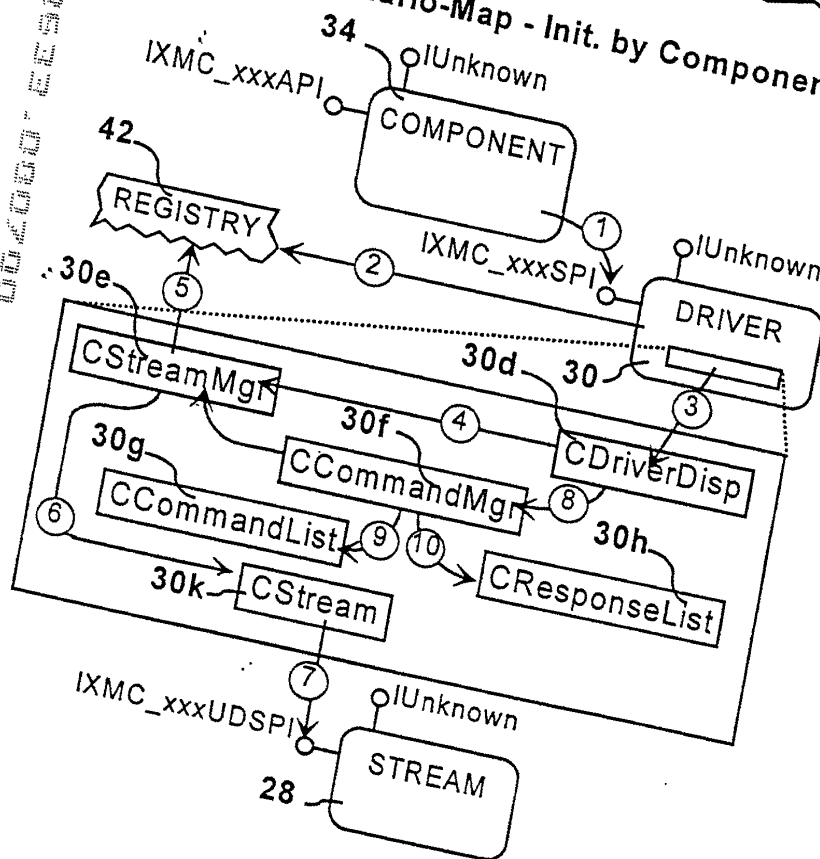 - Init. by
34
IUnknown
IXMC_xxxAPI
COMPONENT
42
REGISTRY
1
IXMC_xxxSPI
2
IUnknown
DRIVER
30e
5
CStreamMgr
30d
30
3
4
30f
CDriverDisp
30g
CCommandMgr
8
CCommandList
9
10
30h
6
30k
CStream
CResponseList
7
IXMC_xxxUDSPI
IUnknown
STREAM
28